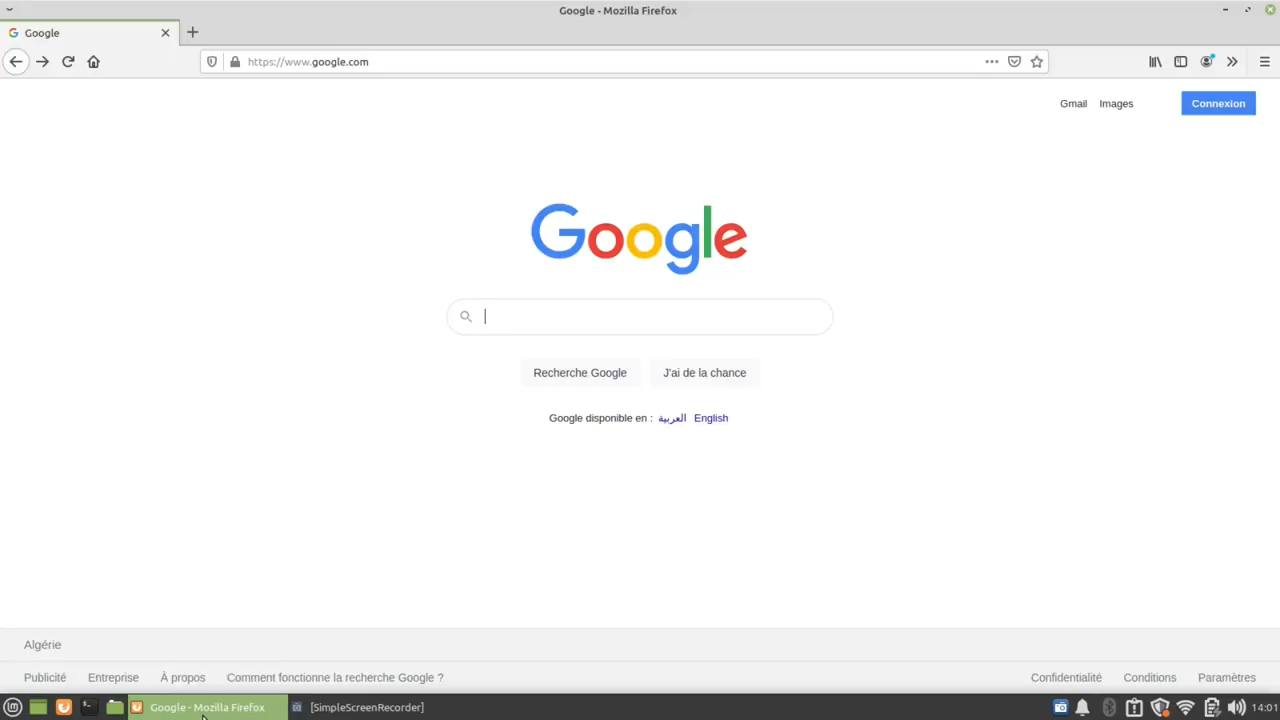 Google - Mozilla Firefox
Google
https://www.google.com
Gmail Images Connexion
Google
Recherche Google J'ai de la chance
Google disponible en : العربية English
Algérie
Publicité Entreprise À propos Comment fonctionne la recherche Google ? Confidentialité Conditions Paramètres
Google - Mozilla Firefox [SimpleScreenRecorder] 14:01